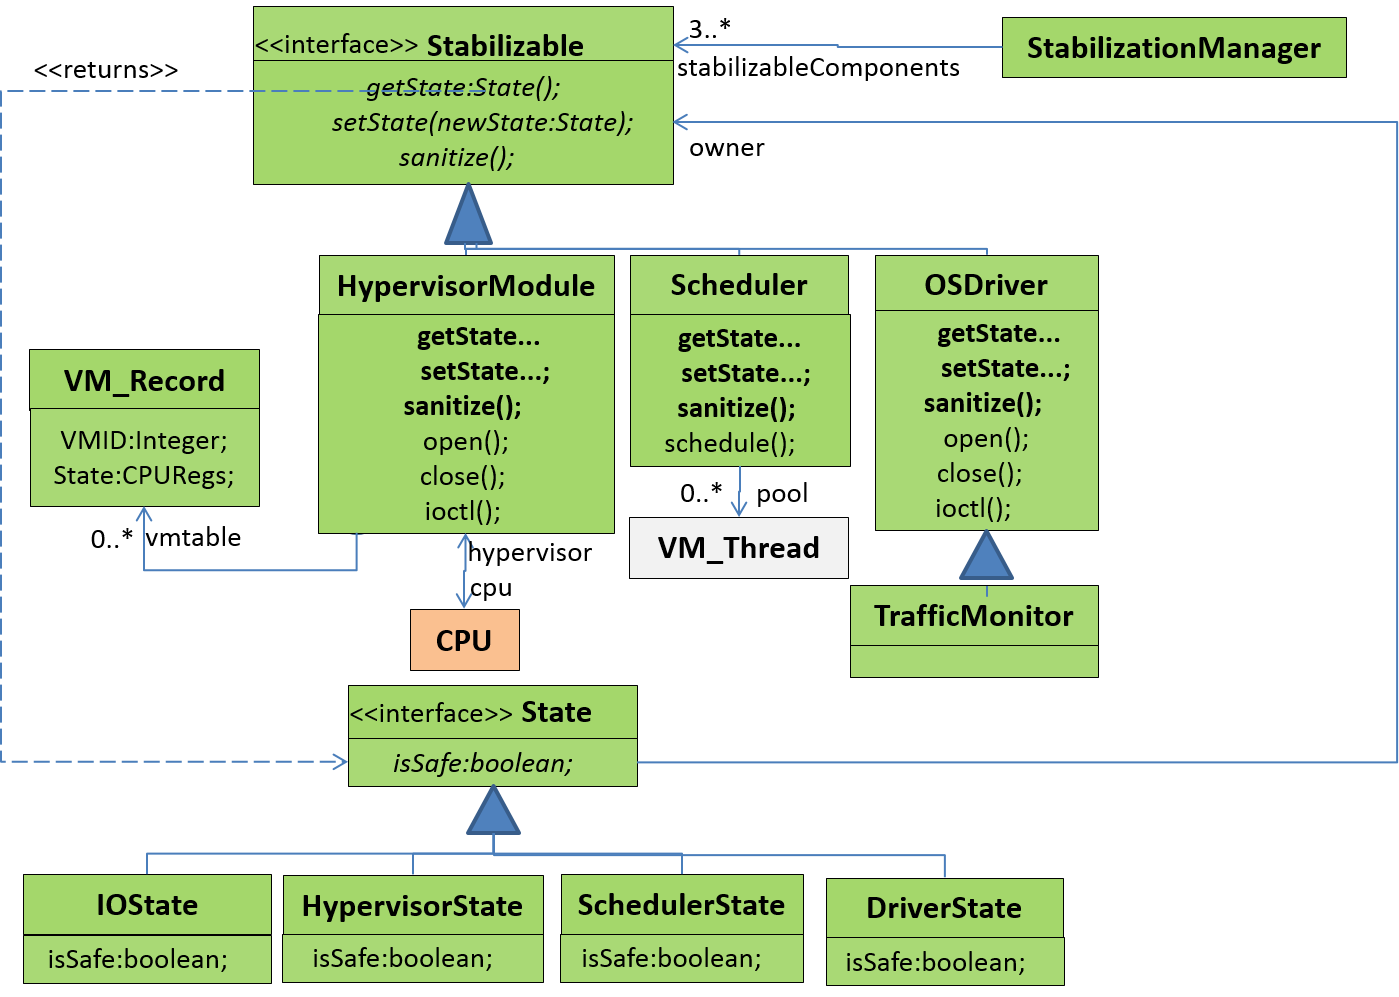 <<interface>> Stabilizable
getState:State();
setState(newState:State);
sanitize();
3..*
stabilizableComponents
StabilizationManager
<<returns>>
owner
HypervisorModule
getState...
setState...;
sanitize();
open();
close();
ioctl();
Scheduler
getState...
setState...;
sanitize();
schedule();
OSDriver
getState...
setState...;
sanitize();
open();
close();
ioctl();
VM_Record
VMID:Integer;
State:CPURegs;
0..* vmtable
hypervisor
cpu
CPU
0..* pool
VM_Thread
TrafficMonitor
<<interface>> State
isSafe:boolean;
IOState
isSafe:boolean;
HypervisorState
isSafe:boolean;
SchedulerState
isSafe:boolean;
DriverState
isSafe:boolean;